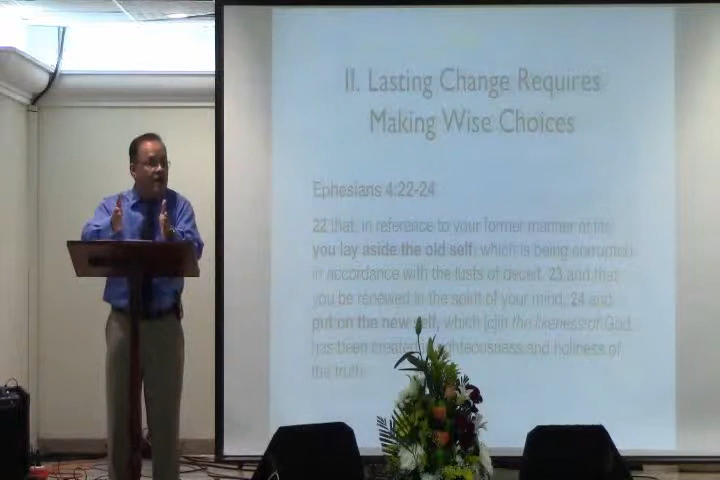 II. Lasting Change Requires
Making Wise Choices
Ephesians 4:22-24
22 that, in reference to your former manner of life,
you lay aside the old self, which is being corrupted
in accordance with the lusts of deceit, 23 and that
you be renewed in the spirit of your mind, 24 and
put on the new self, which [c]in the likeness of God
has been created righteousness and holiness of
the truth.